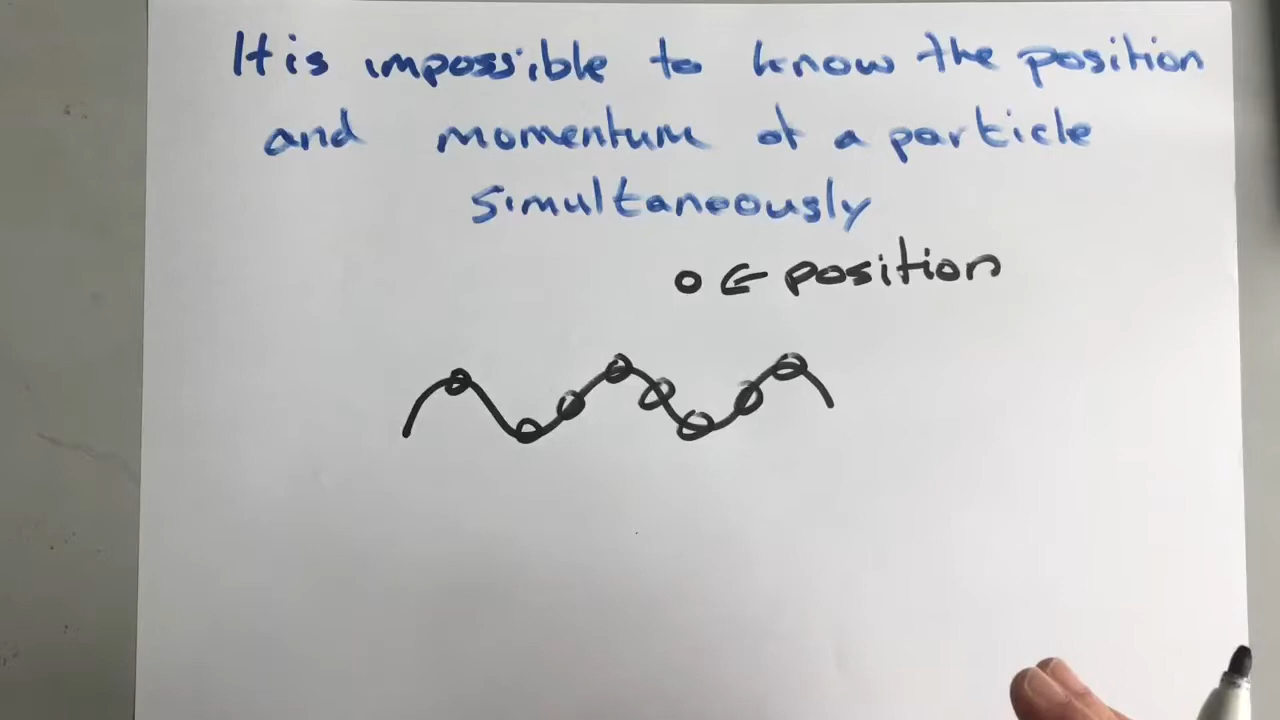 It is impossible to know the position
and momentum of a particle
simultaneously
position